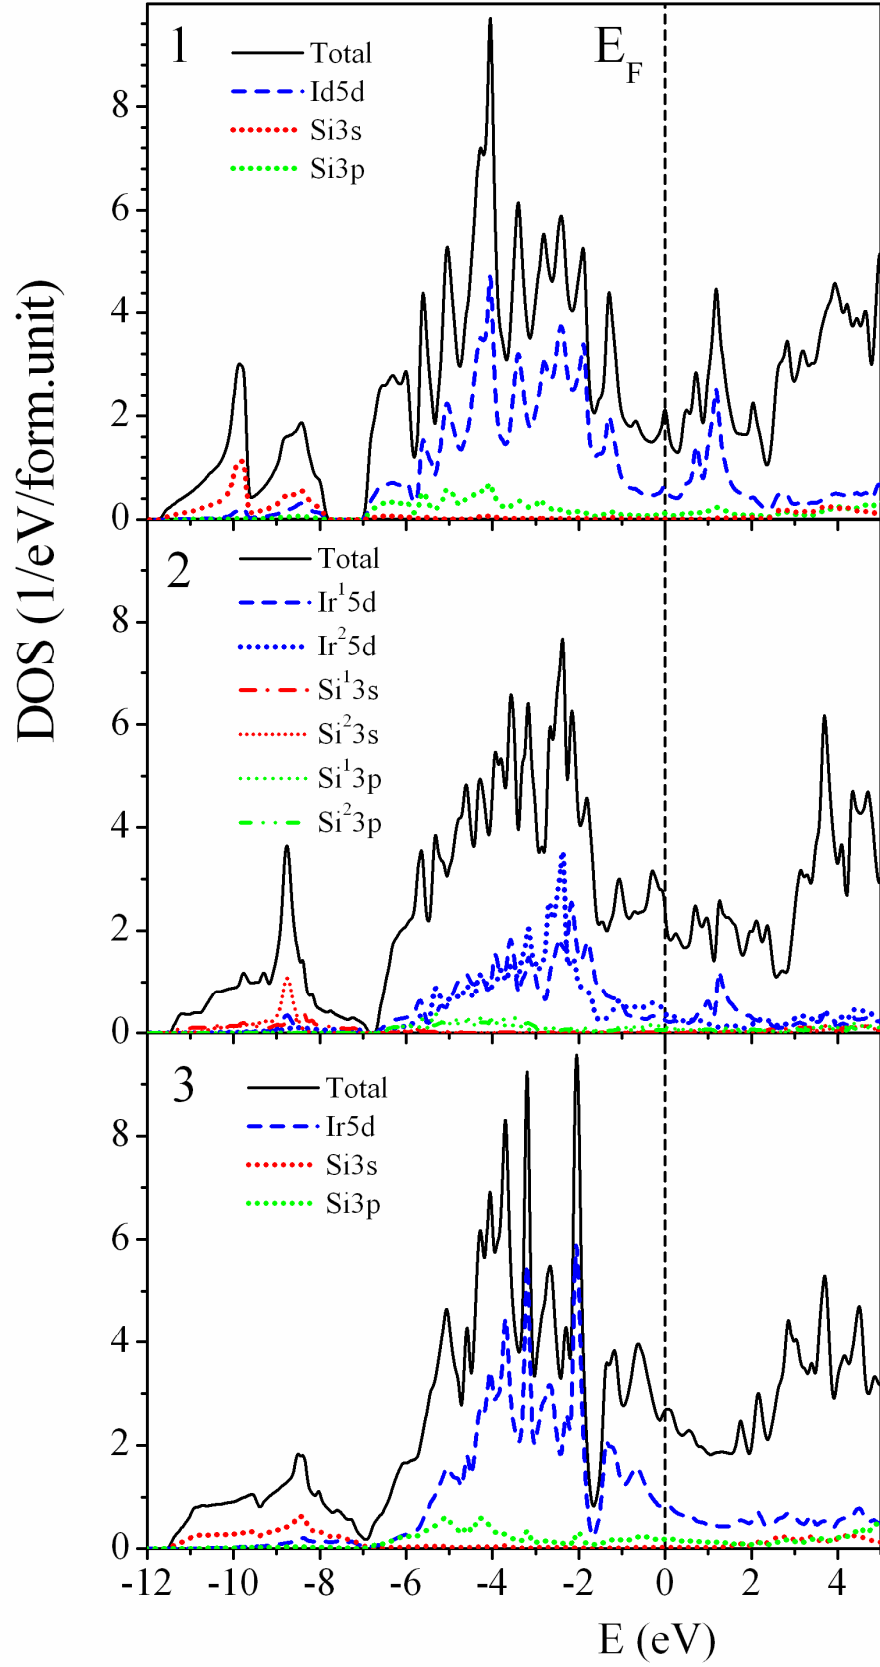 DOS (1/eV/form.unit)
1
E_F
Total
Id5d
Si3s
Si3p
8
6
4
2
0
2
Total
Ir¹5d
Ir²5d
Si¹3s
Si²3s
Si¹3p
Si²3p
8
6
4
2
0
3
Total
Ir5d
Si3s
Si3p
8
6
4
2
0
-12 -10 -8 -6 -4 -2 0 2 4
E (eV)